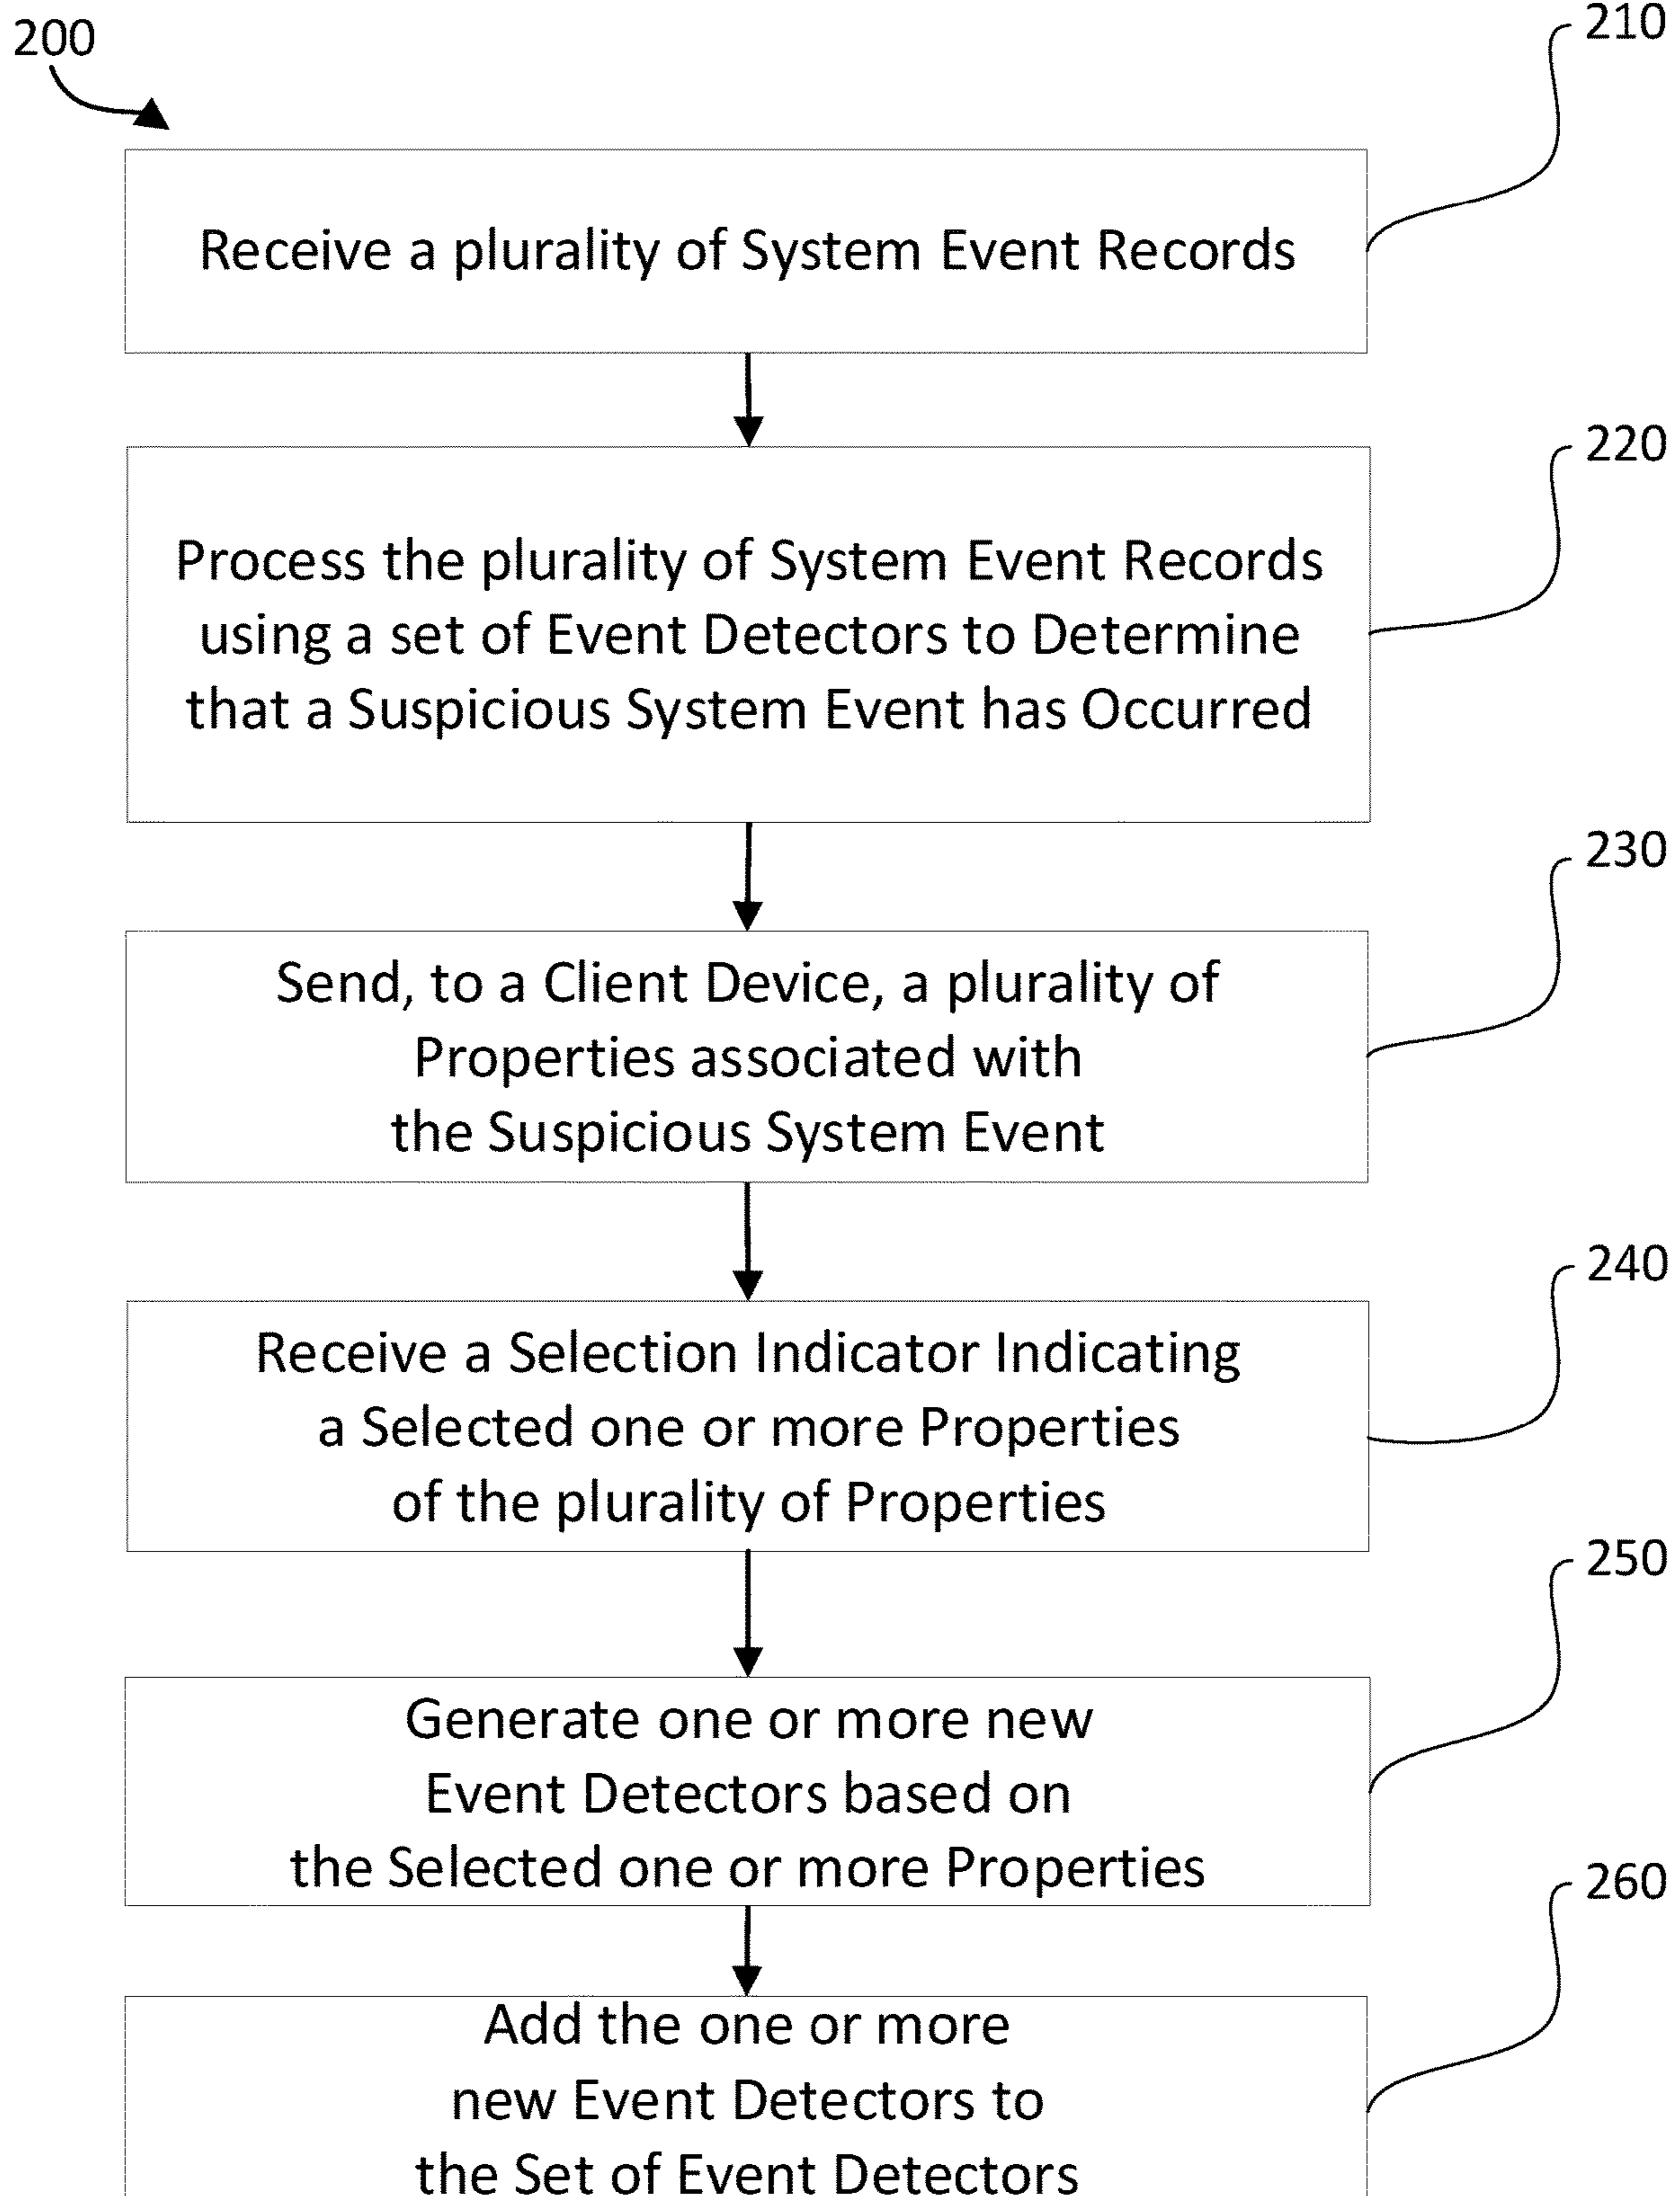 200
210
Receive a plurality of System Event Records
220
Process the plurality of System Event Records
using a set of Event Detectors to Determine
that a Suspicious System Event has Occurred
230
Send, to a Client Device, a plurality of
Properties associated with
the Suspicious System Event
240
Receive a Selection Indicator Indicating
a Selected one or more Properties
of the plurality of Properties
250
Generate one or more new
Event Detectors based on
the Selected one or more Properties
260
Add the one or more
new Event Detectors to
the Set of Event Detectors